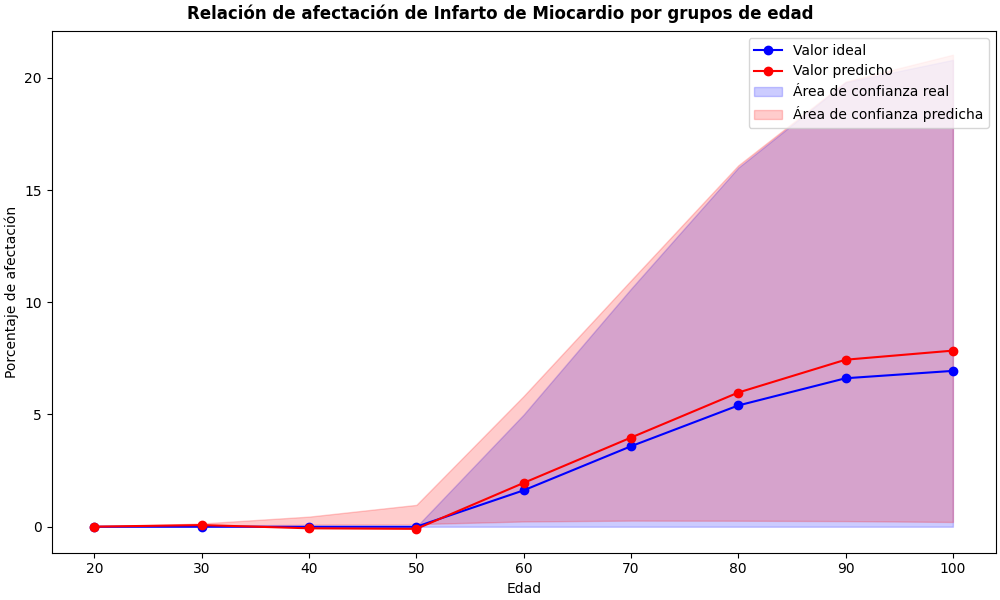 Relación de afectación de Infarto de Miocardio por grupos de edad
Valor ideal
Valor predicho
Área de confianza real
Área de confianza predicha
Porcentaje de afectación
20
15
10
5
0
20 30 40 50 60 70 80 90 100
Edad